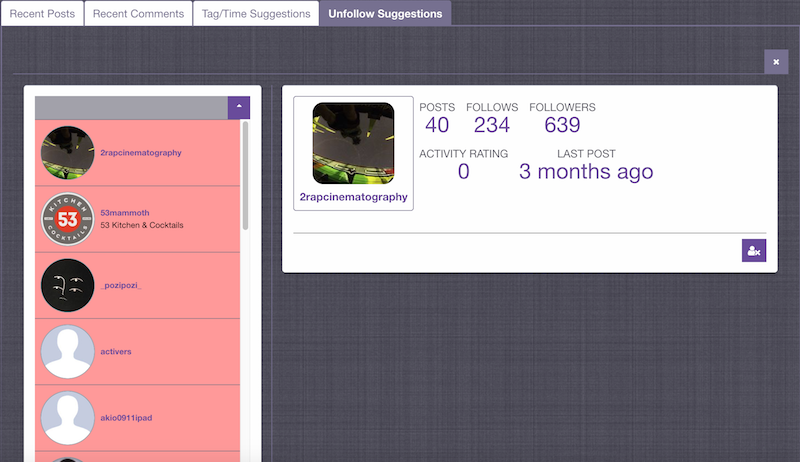 Recent Posts
Recent Comments
Tag/Time Suggestions
Unfollow Suggestions
2rapcinematography
KITCHEN
53
COCKTAILS
53mammoth
53 Kitchen & Cocktails
_pozipozi_
activers
akio0911ipad
2rapcinematography
POSTS FOLLOWS FOLLOWERS
40 234 639
ACTIVITY RATING LAST POST
0 3 months ago